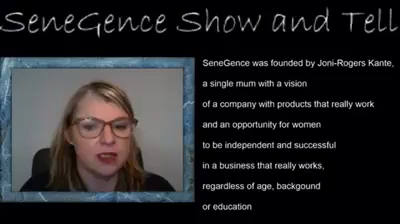 SeneGence Show and Tell
SeneGence was founded by Joni-Rogers Kante,
a single mum with a vision
of a company with products that really work
and an opportunity for women
to be independent and successful
in a business that really works,
regardless of age, backgound
or education